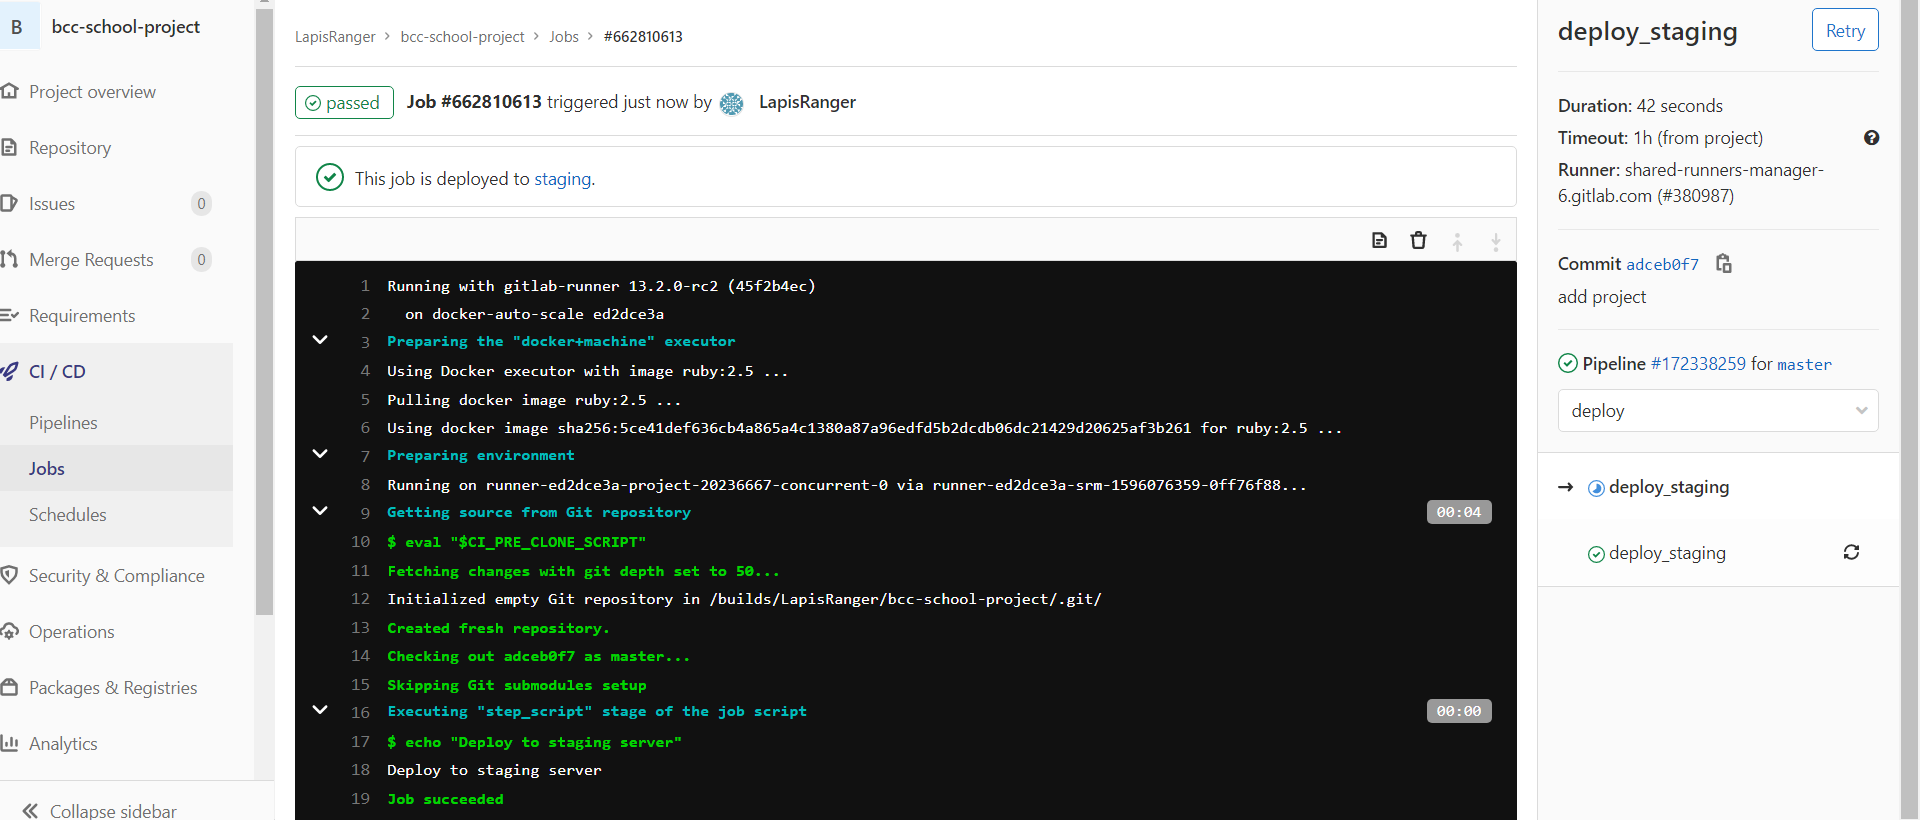 B bcc-school-project
Project overview
Repository
Issues 0
Merge Requests 0
Requirements
CI / CD
Pipelines
Jobs
Schedules
Security & Compliance
Operations
Packages & Registries
Analytics
Collapse sidebar
LapisRanger > bcc-school-project > Jobs > #662810613
passed Job #662810613 triggered just now by LapisRanger
This job is deployed to staging.
1 Running with gitlab-runner 13.2.0-rc2 (45f2b4ec)
2 on docker-auto-scale ed2dce3a
3 Preparing the "docker+machine" executor
4 Using Docker executor with image ruby:2.5 ...
5 Pulling docker image ruby:2.5 ...
6 Using docker image sha256:5ce41def636cb4a865a4c1380a87a96edfd5b2dcdb06dc21429d20625af3b261 for ruby:2.5 ...
7 Preparing environment
8 Running on runner-ed2dce3a-project-20236667-concurrent-0 via runner-ed2dce3a-srm-1596076359-0ff76f88...
9 Getting source from Git repository 00:04
10 $ eval "$CI_PRE_CLONE_SCRIPT"
11 Fetching changes with git depth set to 50...
12 Initialized empty Git repository in /builds/LapisRanger/bcc-school-project/.git/
13 Created fresh repository.
14 Checking out adceb0f7 as master...
15 Skipping Git submodules setup
16 Executing "step_script" stage of the job script 00:00
17 $ echo "Deploy to staging server"
18 Deploy to staging server
19 Job succeeded
deploy_staging Retry
Duration: 42 seconds
Timeout: 1h (from project)
Runner: shared-runners-manager-
6.gitlab.com (#380987)
Commit adceb0f7
add project
Pipeline #172338259 for master
deploy
deploy_staging
deploy_staging